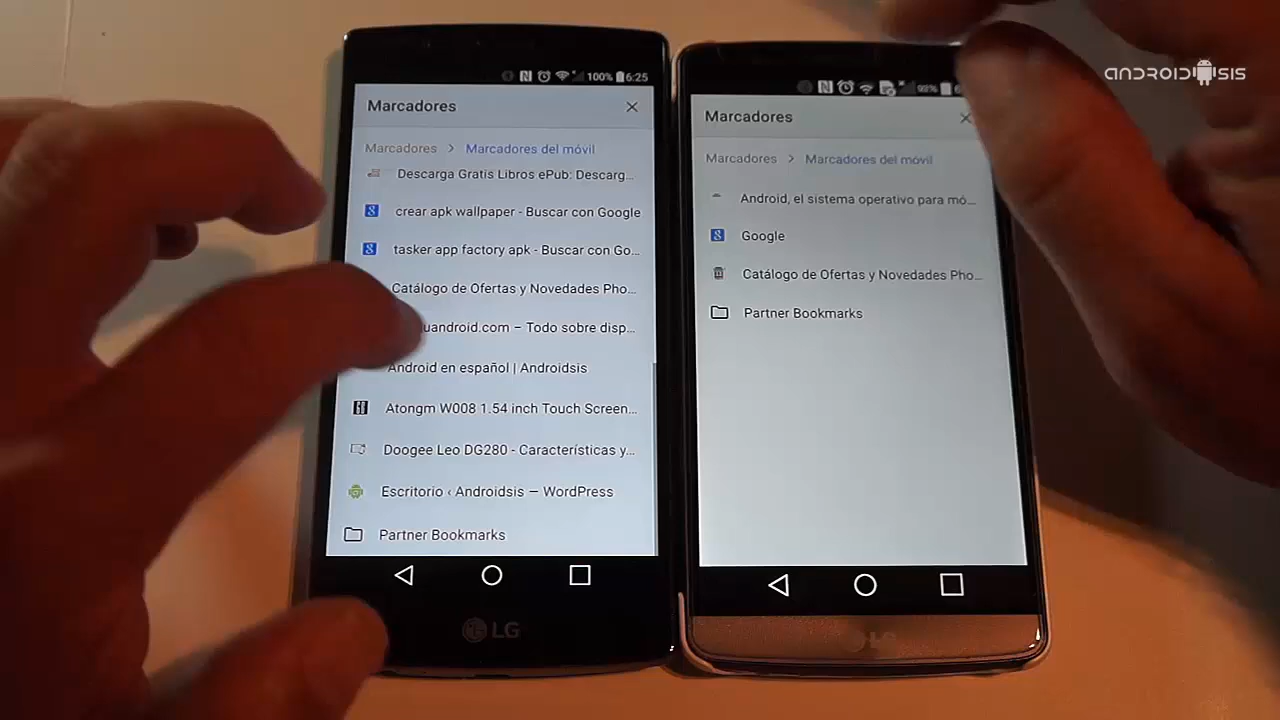 ANDROIDSIS
100% 6:25
Marcadores
Marcadores > Marcadores del móvil
Descarga Gratis Libros ePub: Descarg...
crear apk wallpaper - Buscar con Google
tasker app factory apk - Buscar con Go...
Catálogo de Ofertas y Novedades Pho...
uandroid.com – Todo sobre disp...
Android en español | Androidsis
Atongm W008 1.54 inch Touch Screen...
Doogee Leo DG280 - Características y...
Escritorio ‹ Androidsis — WordPress
Partner Bookmarks
LG
Marcadores
Marcadores > Marcadores del móvil
Android, el sistema operativo para mó...
Google
Catálogo de Ofertas y Novedades Pho...
Partner Bookmarks
LG